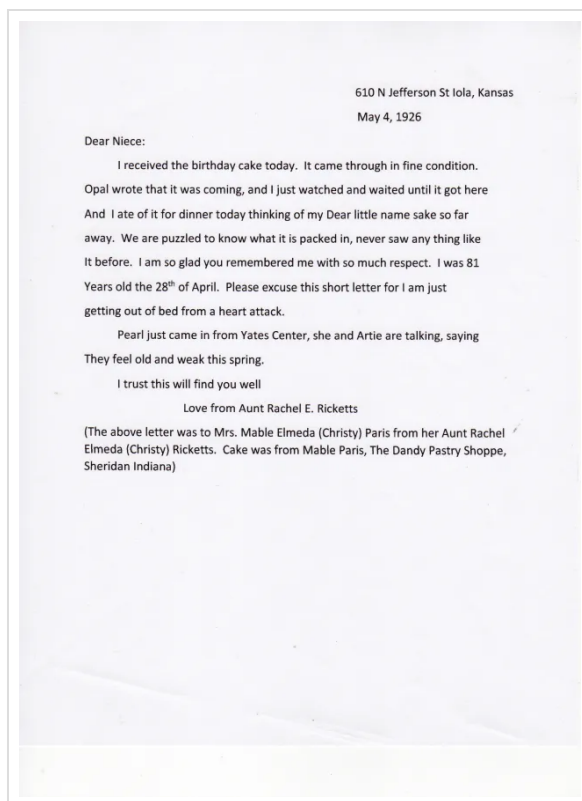 610 N Jefferson St Iola, Kansas
May 4, 1926
Dear Niece:
I received the birthday cake today. It came through in fine condition.
Opal wrote that it was coming, and I just watched and waited until it got here
And I ate of it for dinner today thinking of my Dear little name sake so far
away. We are puzzled to know what it is packed in, never saw any thing like
It before. I am so glad you remembered me with so much respect. I was 81
Years old the 28th of April. Please excuse this short letter for I am just
getting out of bed from a heart attack.
Pearl just came in from Yates Center, she and Artie are talking, saying
They feel old and weak this spring.
I trust this will find you well
Love from Aunt Rachel E. Ricketts
(The above letter was to Mrs. Mable Elmeda (Christy) Paris from her Aunt Rachel
Elmeda (Christy) Ricketts. Cake was from Mable Paris, The Dandy Pastry Shoppe,
Sheridan Indiana)